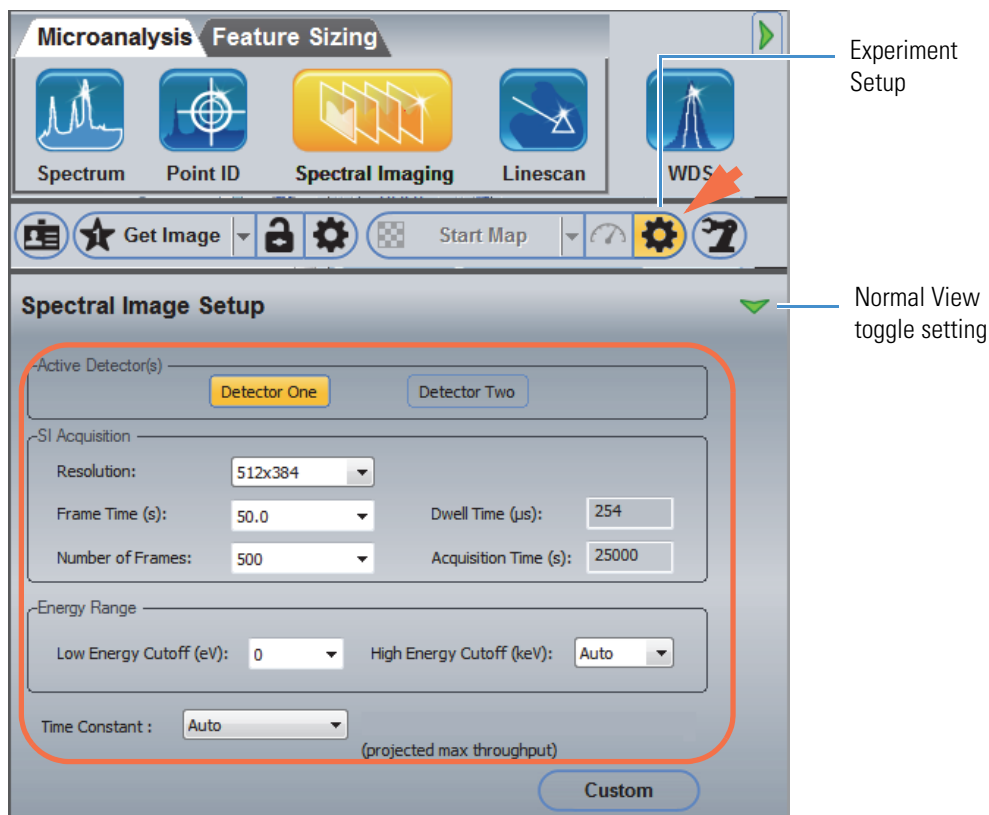 Microanalysis Feature Sizing
Experiment
Setup
Spectrum Point ID Spectral Imaging Linescan WDS
Get Image Start Map
Spectral Image Setup
Normal View
toggle setting
Active Detector(s)
Detector One Detector Two
SI Acquisition
Resolution: 512x384
Frame Time (s): 50.0 Dwell Time (µs): 254
Number of Frames: 500 Acquisition Time (s): 25000
Energy Range
Low Energy Cutoff (eV): 0 High Energy Cutoff (keV): Auto
Time Constant : Auto
(projected max throughput)
Custom